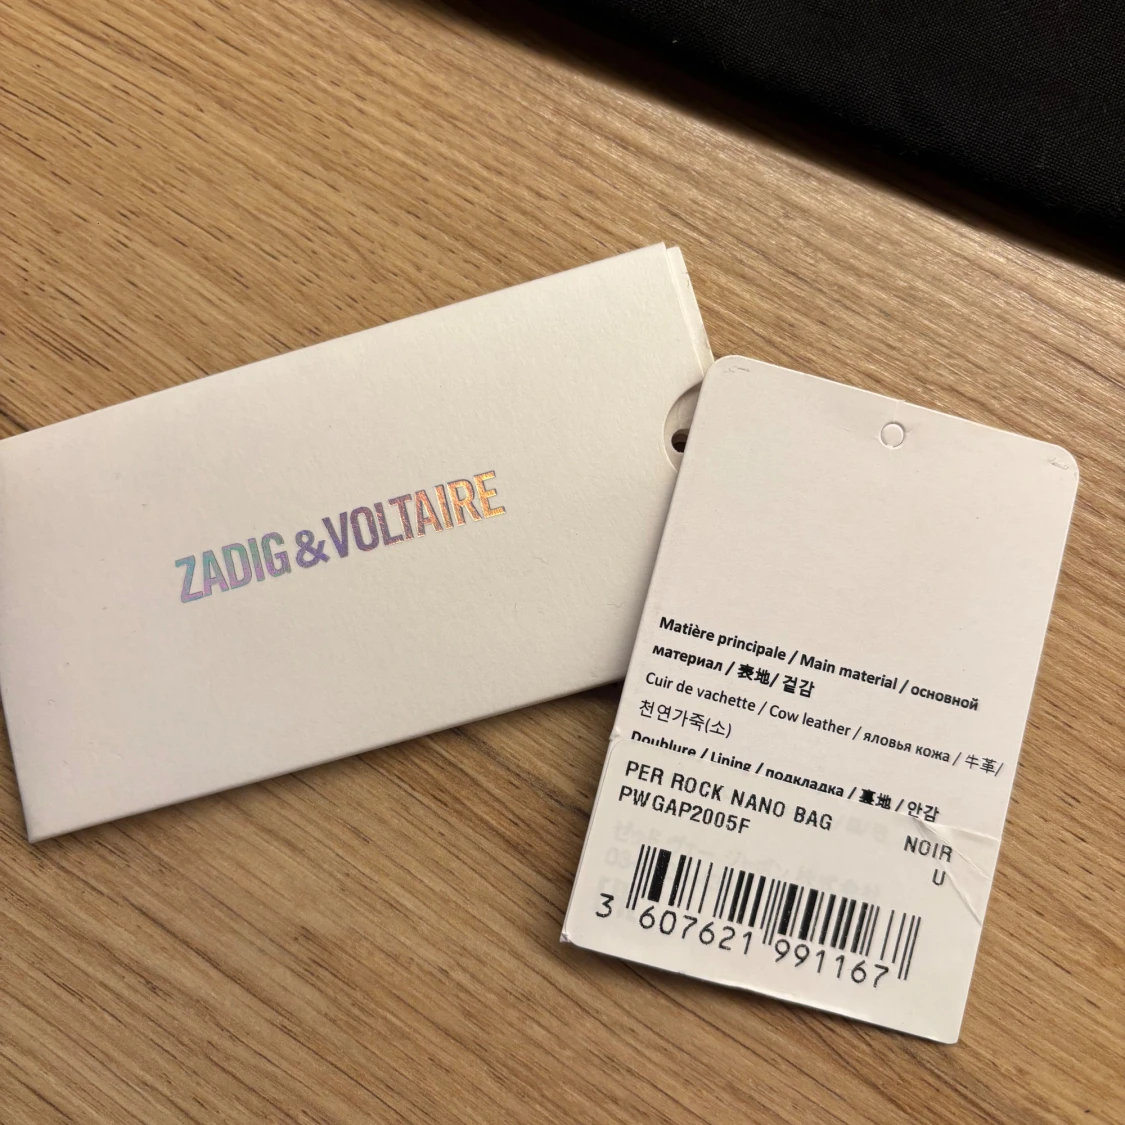 ZADIG&VOLTAIRE
Matière principale / Main material / основной
материал / 表地/ 겉감
Cuir de vachette / Cow leather / яловья кожа / 牛革/
천연가죽(소)
Doublure / Lining / подкладка / 裏地 / 안감
PER ROCK NANO BAG
PWGAP2005F
NOIR
U
3 607621 991167